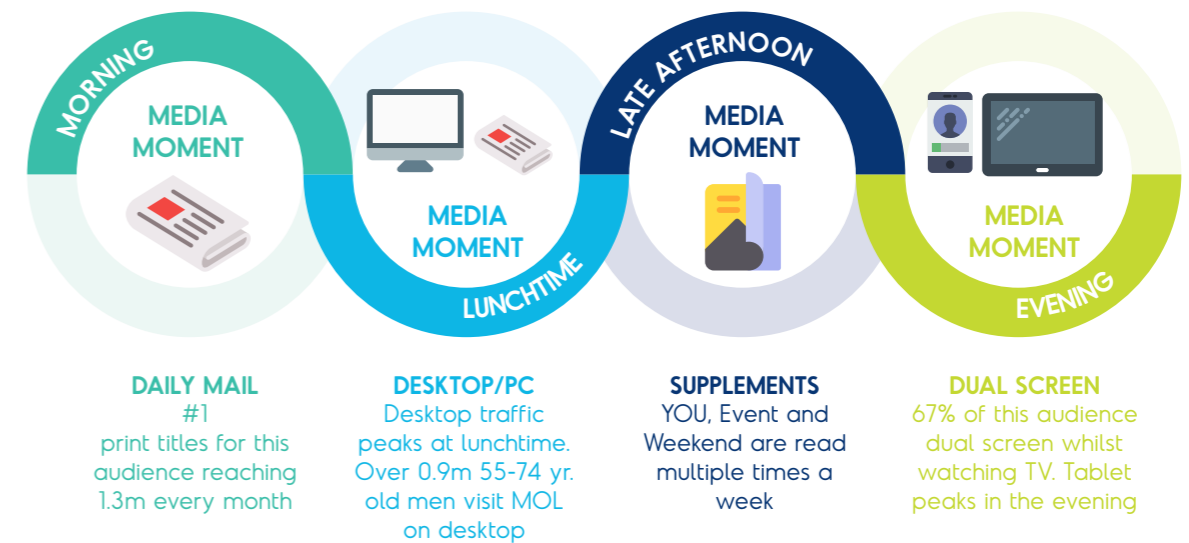 MORNING
MEDIA
MOMENT
MEDIA
MOMENT
LUNCHTIME
LATE AFTERNOON
MEDIA
MOMENT
MEDIA
MOMENT
EVENING
DAILY MAIL
#1
print titles for this
audience reaching
1.3m every month
DESKTOP/PC
Desktop traffic
peaks at lunchtime.
Over 0.9m 55-74 yr.
old men visit MOL
on desktop
SUPPLEMENTS
YOU, Event and
Weekend are read
multiple times a
week
DUAL SCREEN
67% of this audience
dual screen whilst
watching TV. Tablet
peaks in the evening